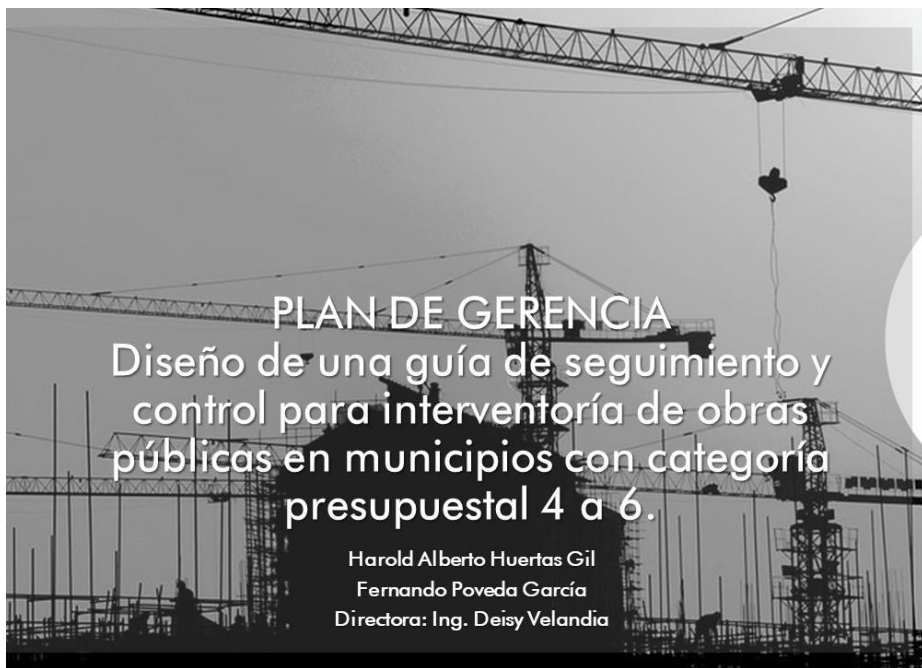 PLAN DE GERENCIA
Diseño de una guía de seguimiento y
control para interventoría de obras
públicas en municipios con categoría
presupuestal 4 a 6.
Harold Alberto Huertas Gil
Fernando Poveda García
Directora: Ing. Deisy Velandia